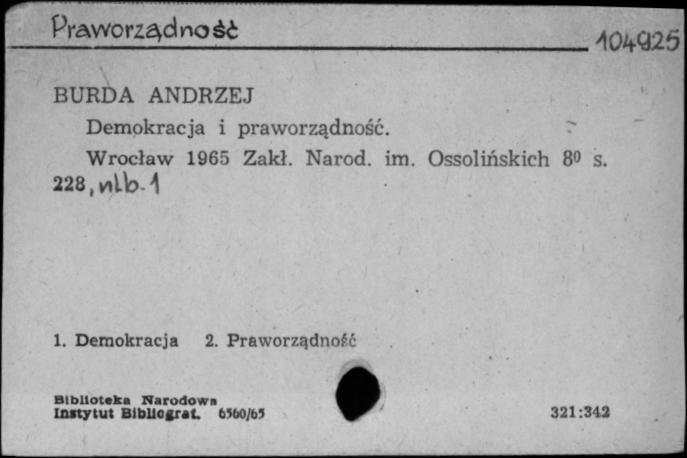 Praworządność
104925
BURDA ANDRZEJ
Demokracja i praworządność.
Wrocław 1965 Zakł. Narod. im. Ossolińskich 8⁰ s.
228, nlb. 1
1. Demokracja 2. Praworządność
Biblioteka Narodowa
Instytut Bibliograf. 6560/65
321:342